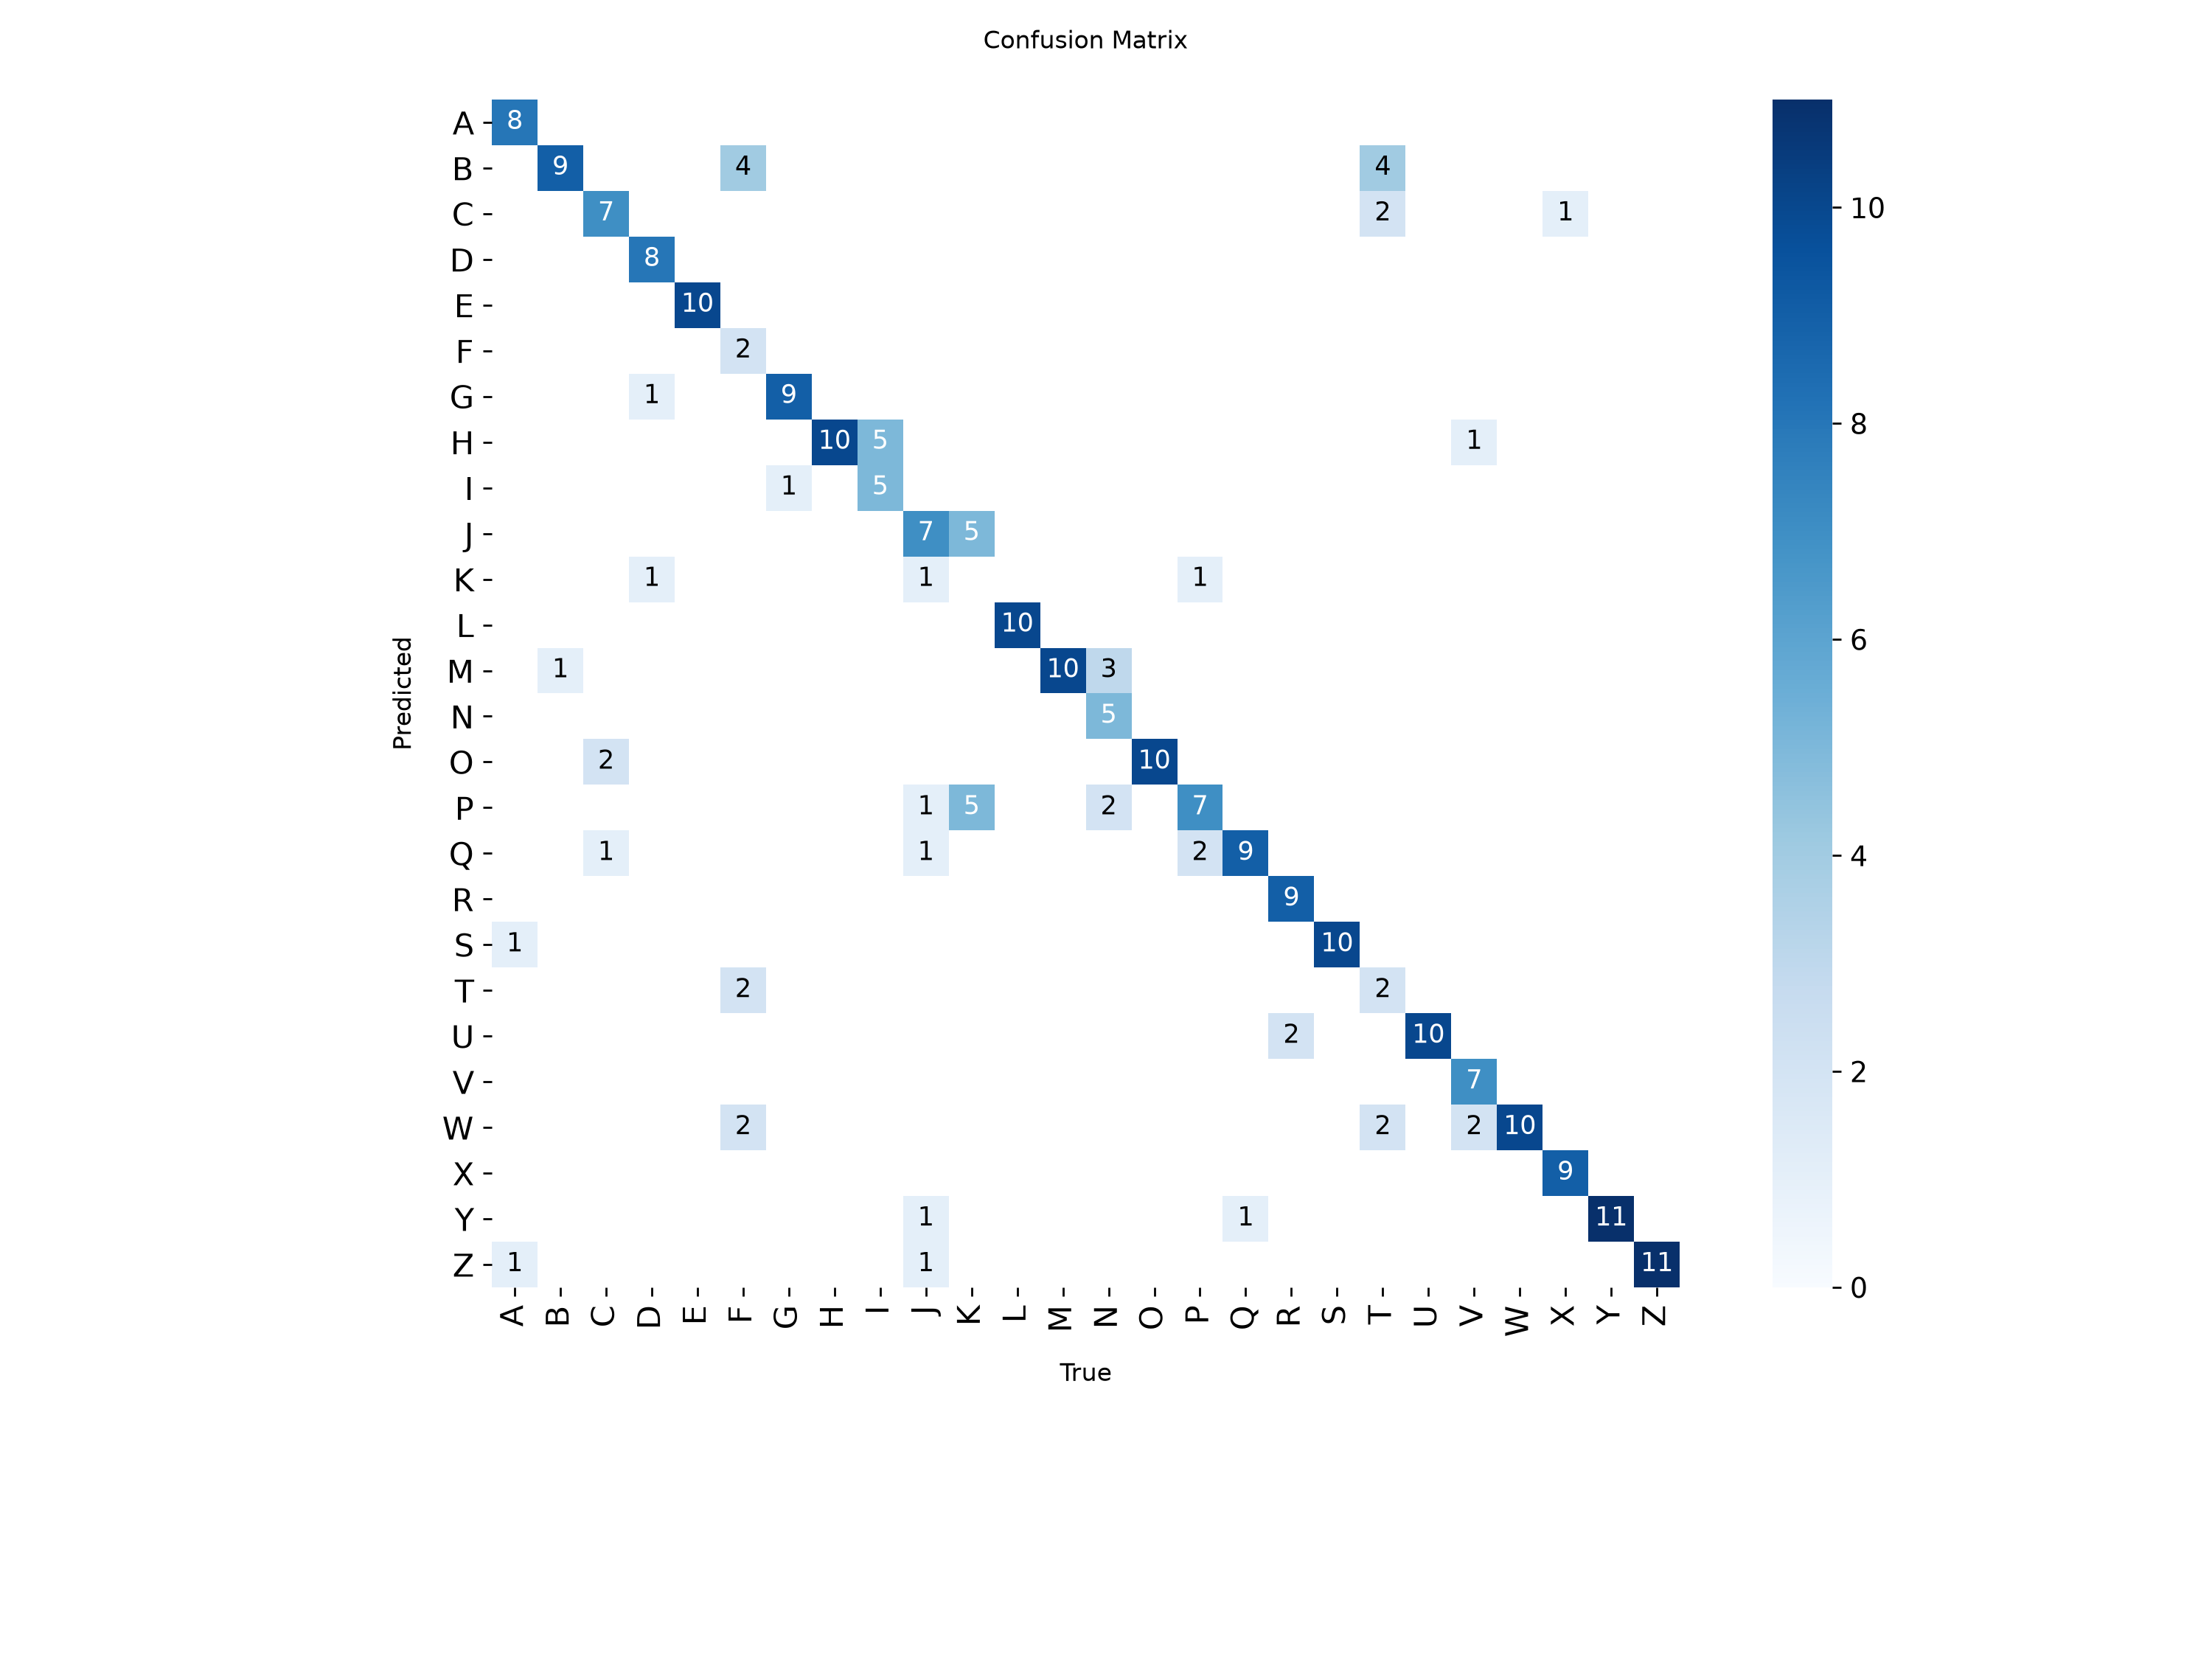 Confusion Matrix
A 8
B 9 4 4
C 7 2 1
D 8
E 10
F 2
G 1 9
H 10 5 1
I 1 5
J 7 5
K 1 1 1
L 10
M 1 10 3
N 5
O 2 10
P 1 5 2 7
Q 1 1 2 9
R 9
S 1 10
T 2 2
U 2 10
V 7
W 2 2 2 10
X 9
Y 1 1 11
Z 1 1 11
Predicted
A B C D E F G H I J K L M N O P Q R S T U V W X Y Z
True
10
8
6
4
2
0